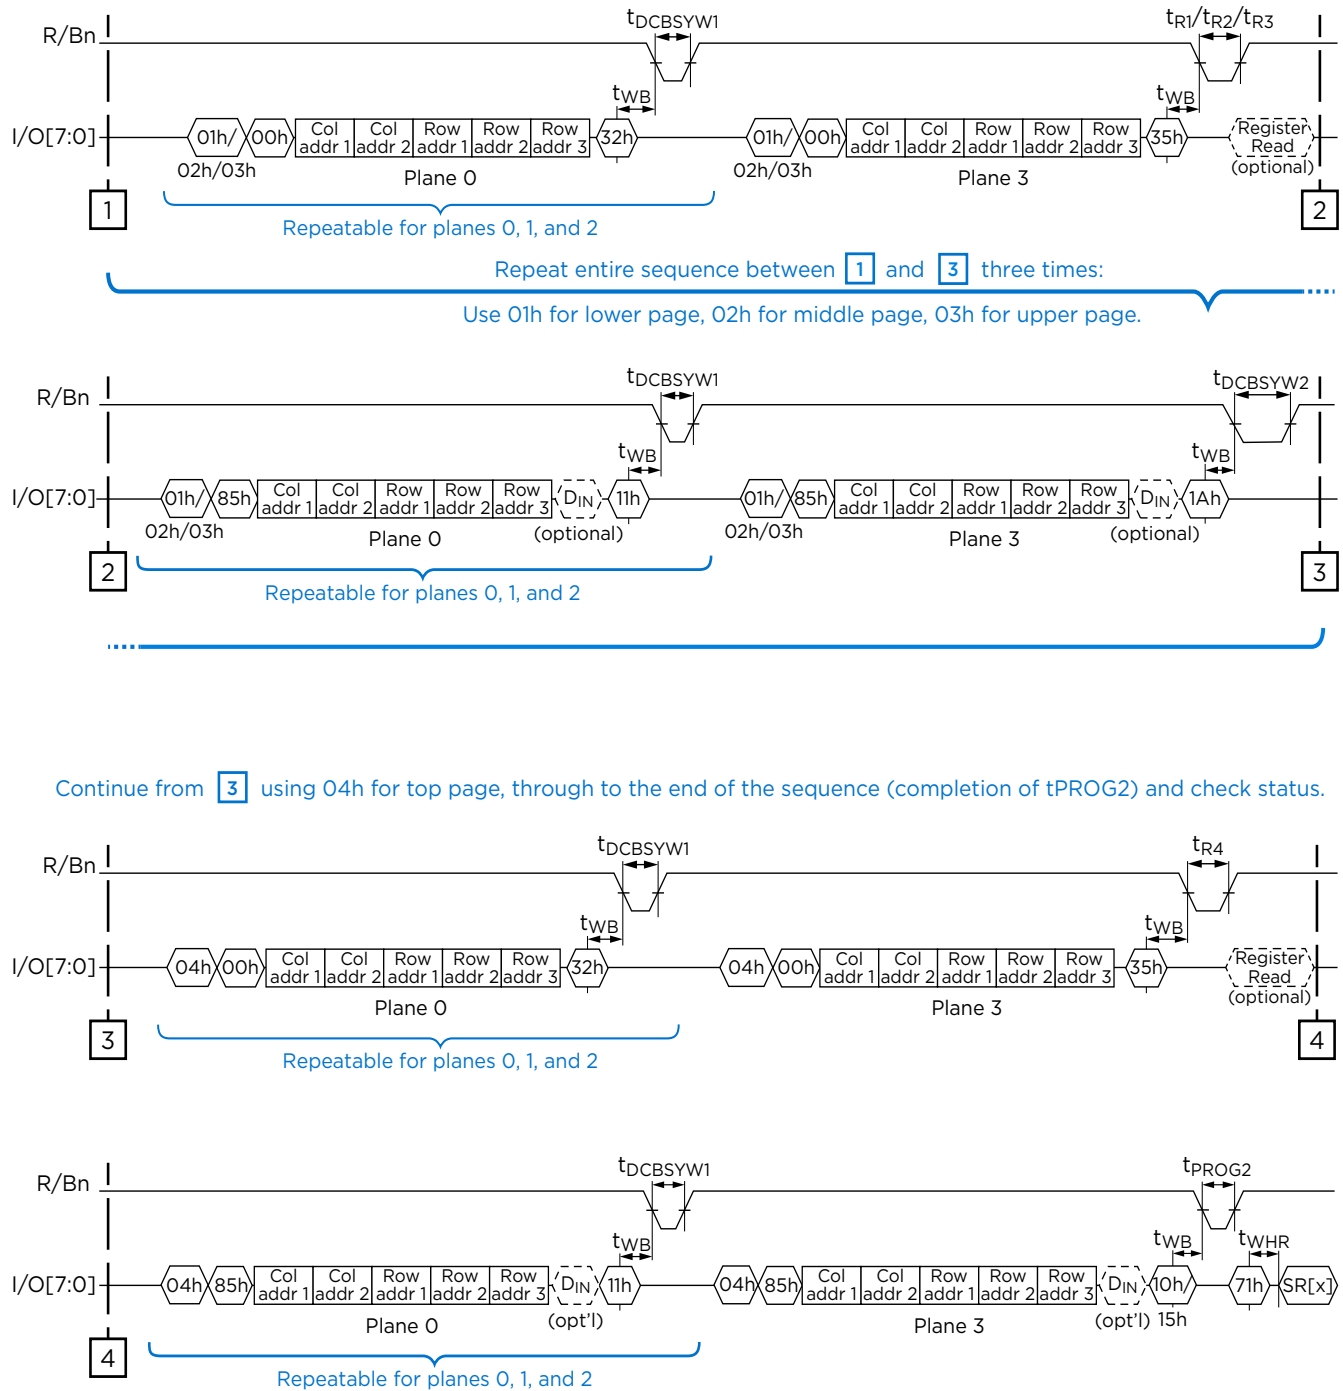 tDCBSYW1 tR1/tR2/tR3
R/Bn
tWB tWB
I/O[7:0] 01h/ 00h Col addr 1 Col addr 2 Row addr 1 Row addr 2 Row addr 3 32h 01h/ 00h Col addr 1 Col addr 2 Row addr 1 Row addr 2 Row addr 3 35h Register Read
02h/03h 02h/03h (optional)
Plane 0 Plane 3
1 2
Repeatable for planes 0, 1, and 2
Repeat entire sequence between 1 and 3 three times:
Use 01h for lower page, 02h for middle page, 03h for upper page.
tDCBSYW1 tDCBSYW2
R/Bn
tWB tWB
I/O[7:0] 01h/ 85h Col addr 1 Col addr 2 Row addr 1 Row addr 2 Row addr 3 DIN 11h 01h/ 85h Col addr 1 Col addr 2 Row addr 1 Row addr 2 Row addr 3 DIN 1Ah
02h/03h (optional) 02h/03h (optional)
Plane 0 Plane 3
2 3
Repeatable for planes 0, 1, and 2
Continue from 3 using 04h for top page, through to the end of the sequence (completion of tPROG2) and check status.
tDCBSYW1 tR4
R/Bn
tWB tWB
I/O[7:0] 04h 00h Col addr 1 Col addr 2 Row addr 1 Row addr 2 Row addr 3 32h 04h 00h Col addr 1 Col addr 2 Row addr 1 Row addr 2 Row addr 3 35h Register Read
(optional)
Plane 0 Plane 3
3 4
Repeatable for planes 0, 1, and 2
tDCBSYW1 tPROG2
R/Bn
tWB tWB tWHR
I/O[7:0] 04h 85h Col addr 1 Col addr 2 Row addr 1 Row addr 2 Row addr 3 DIN 11h 04h 85h Col addr 1 Col addr 2 Row addr 1 Row addr 2 Row addr 3 DIN 10h/ 71h SR[x]
(opt'l) (opt'l) 15h
Plane 0 Plane 3
4
Repeatable for planes 0, 1, and 2